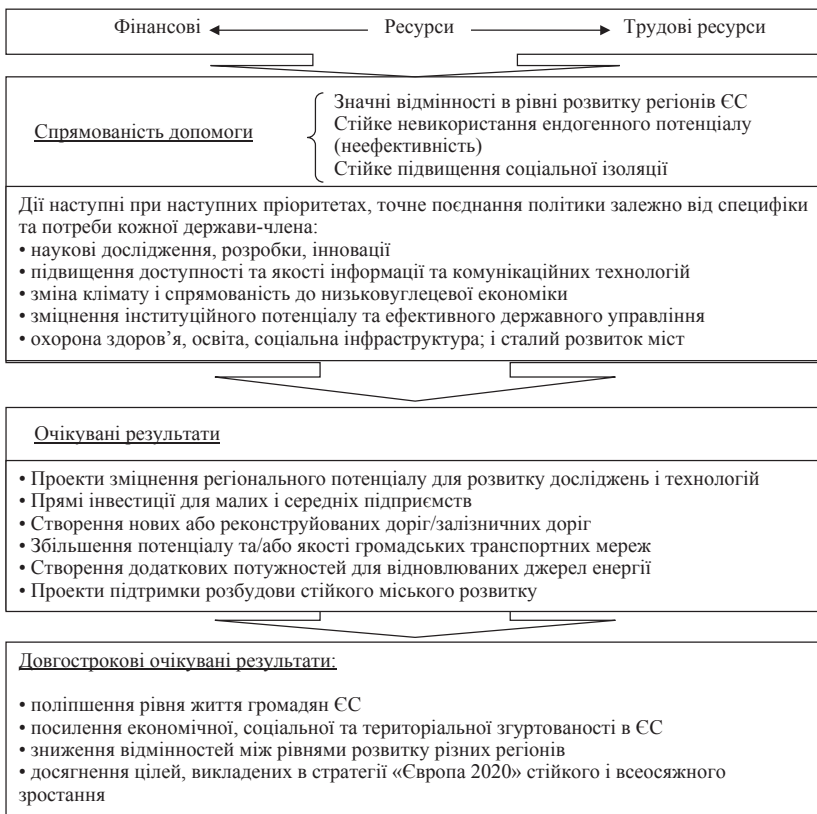 Фінансові Ресурси Трудові ресурси
Спрямованість допомоги
Значні відмінності в рівні розвитку регіонів ЄС
Стійке невикористання ендогенного потенціалу
(неефективність)
Стійке підвищення соціальної ізоляції
Дії наступні при наступних пріоритетах, точне поєднання політики залежно від специфіки
та потреби кожної держави-члена:
• наукові дослідження, розробки, інновації
• підвищення доступності та якості інформації та комунікаційних технологій
• зміна клімату і спрямованість до низьковуглецевої економіки
• зміцнення інституційного потенціалу та ефективного державного управління
• охорона здоров’я, освіта, соціальна інфраструктура; і сталий розвиток міст
Очікувані результати
• Проекти зміцнення регіонального потенціалу для розвитку досліджень і технологій
• Прямі інвестиції для малих і середніх підприємств
• Створення нових або реконструйованих доріг/залізничних доріг
• Збільшення потенціалу та/або якості громадських транспортних мереж
• Створення додаткових потужностей для відновлюваних джерел енергії
• Проекти підтримки розбудови стійкого міського розвитку
Довгострокові очікувані результати:
• поліпшення рівня життя громадян ЄС
• посилення економічної, соціальної та територіальної згуртованості в ЄС
• зниження відмінностей між рівнями розвитку різних регіонів
• досягнення цілей, викладених в стратегії «Європа 2020» стійкого і всеосяжного
зростання